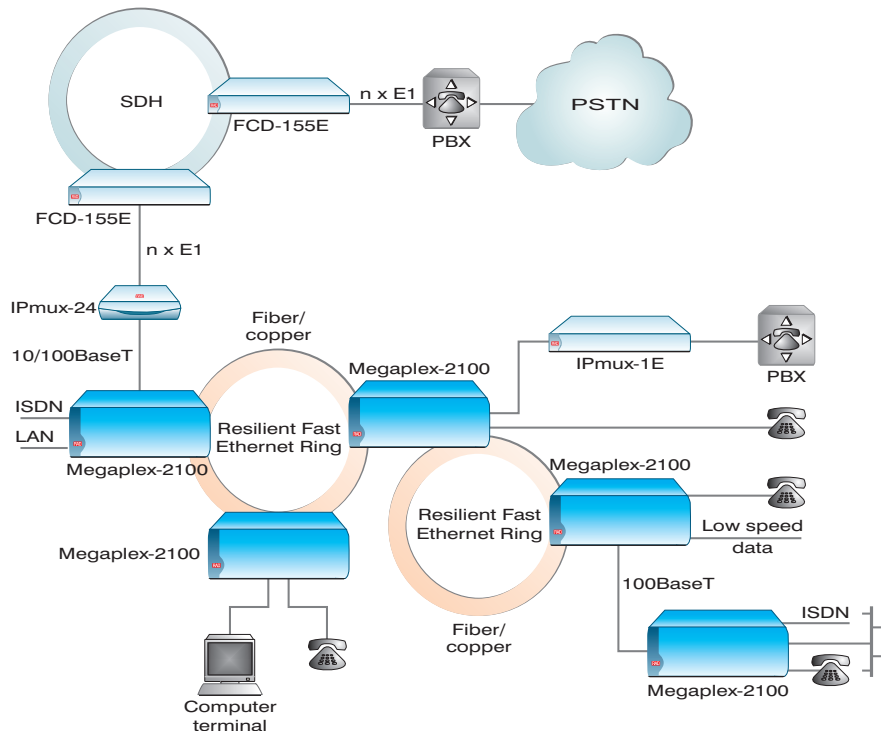 SDH
FCD-155E
n x E1
PBX
PSTN
FCD-155E
n x E1
IPmux-24
10/100BaseT
Fiber/
copper
Megaplex-2100
IPmux-1E
PBX
ISDN
LAN
Megaplex-2100
Resilient Fast
Ethernet Ring
Megaplex-2100
Resilient Fast
Ethernet Ring
Megaplex-2100
Low speed
data
100BaseT
Fiber/
copper
ISDN
Megaplex-2100
Computer
terminal